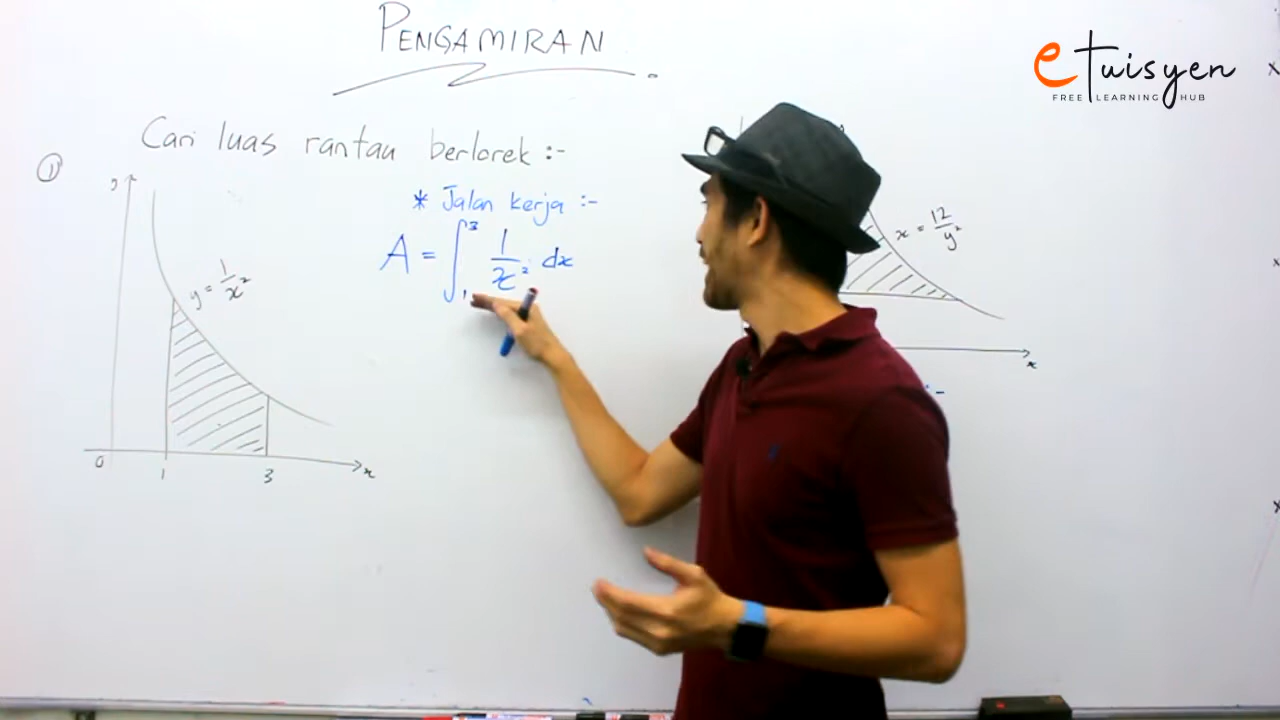 PENGAMIRAN
eTuisyen
FREE LEARNING HUB
Cari luas rantau berlorek :-
①
* Jalan kerja :-
A = ∫₁³ 1/x² dx
y
y = 1/x²
0 1 3 x
x = 12/y²
x